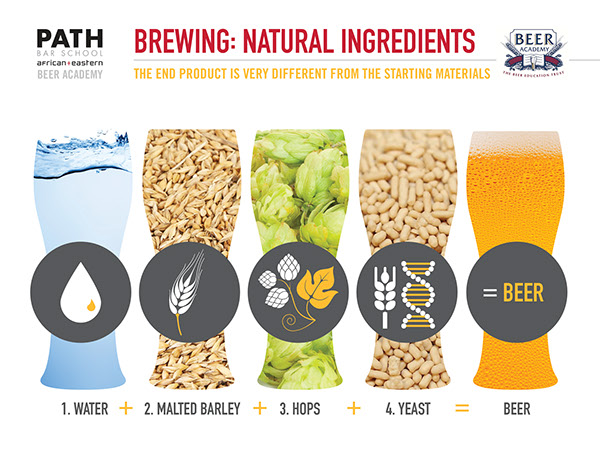 PATH
BAR SCHOOL
african+eastern
BEER ACADEMY
BREWING: NATURAL INGREDIENTS
THE END PRODUCT IS VERY DIFFERENT FROM THE STARTING MATERIALS
BEER
ACADEMY
THE BEER EDUCATION TRUST
= BEER
1. WATER + 2. MALTED BARLEY + 3. HOPS + 4. YEAST = BEER